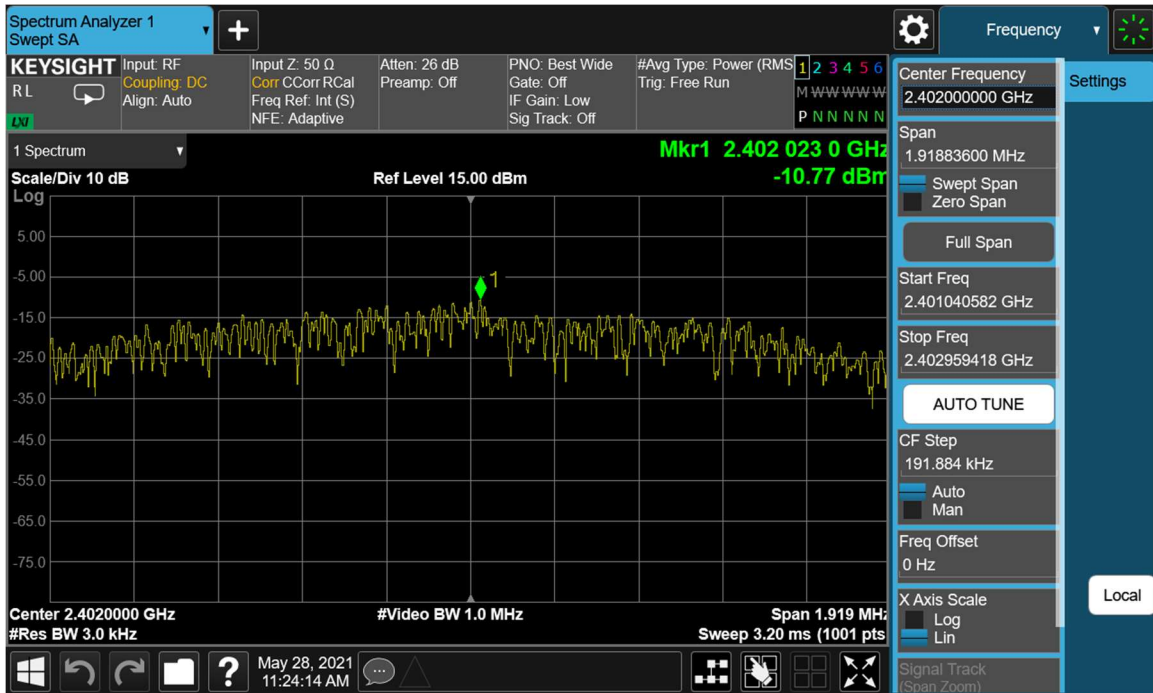 Spectrum Analyzer 1
Swept SA
Frequency
KEYSIGHT
R L
LXI
Input: RF
Coupling: DC
Align: Auto
Input Z: 50 Ω
Corr CCorr RCal
Freq Ref: Int (S)
NFE: Adaptive
Atten: 26 dB
Preamp: Off
PNO: Best Wide
Gate: Off
IF Gain: Low
Sig Track: Off
#Avg Type: Power (RMS
Trig: Free Run
1 2 3 4 5 6
M W W W W W
P N N N N N
1 Spectrum
Scale/Div 10 dB
Log
Ref Level 15.00 dBm
Mkr1 2.402 023 0 GHz
-10.77 dBm
1
5.00
-5.00
-15.0
-25.0
-35.0
-45.0
-55.0
-65.0
-75.0
Center 2.4020000 GHz
#Res BW 3.0 kHz
#Video BW 1.0 MHz
Span 1.919 MHz
Sweep 3.20 ms (1001 pts
?
May 28, 2021
11:24:14 AM
Center Frequency
2.402000000 GHz
Span
1.91883600 MHz
Swept Span
Zero Span
Full Span
Start Freq
2.401040582 GHz
Stop Freq
2.402959418 GHz
AUTO TUNE
CF Step
191.884 kHz
Auto
Man
Freq Offset
0 Hz
X Axis Scale
Log
Lin
Signal Track
(Span Zoom)
Settings
Local